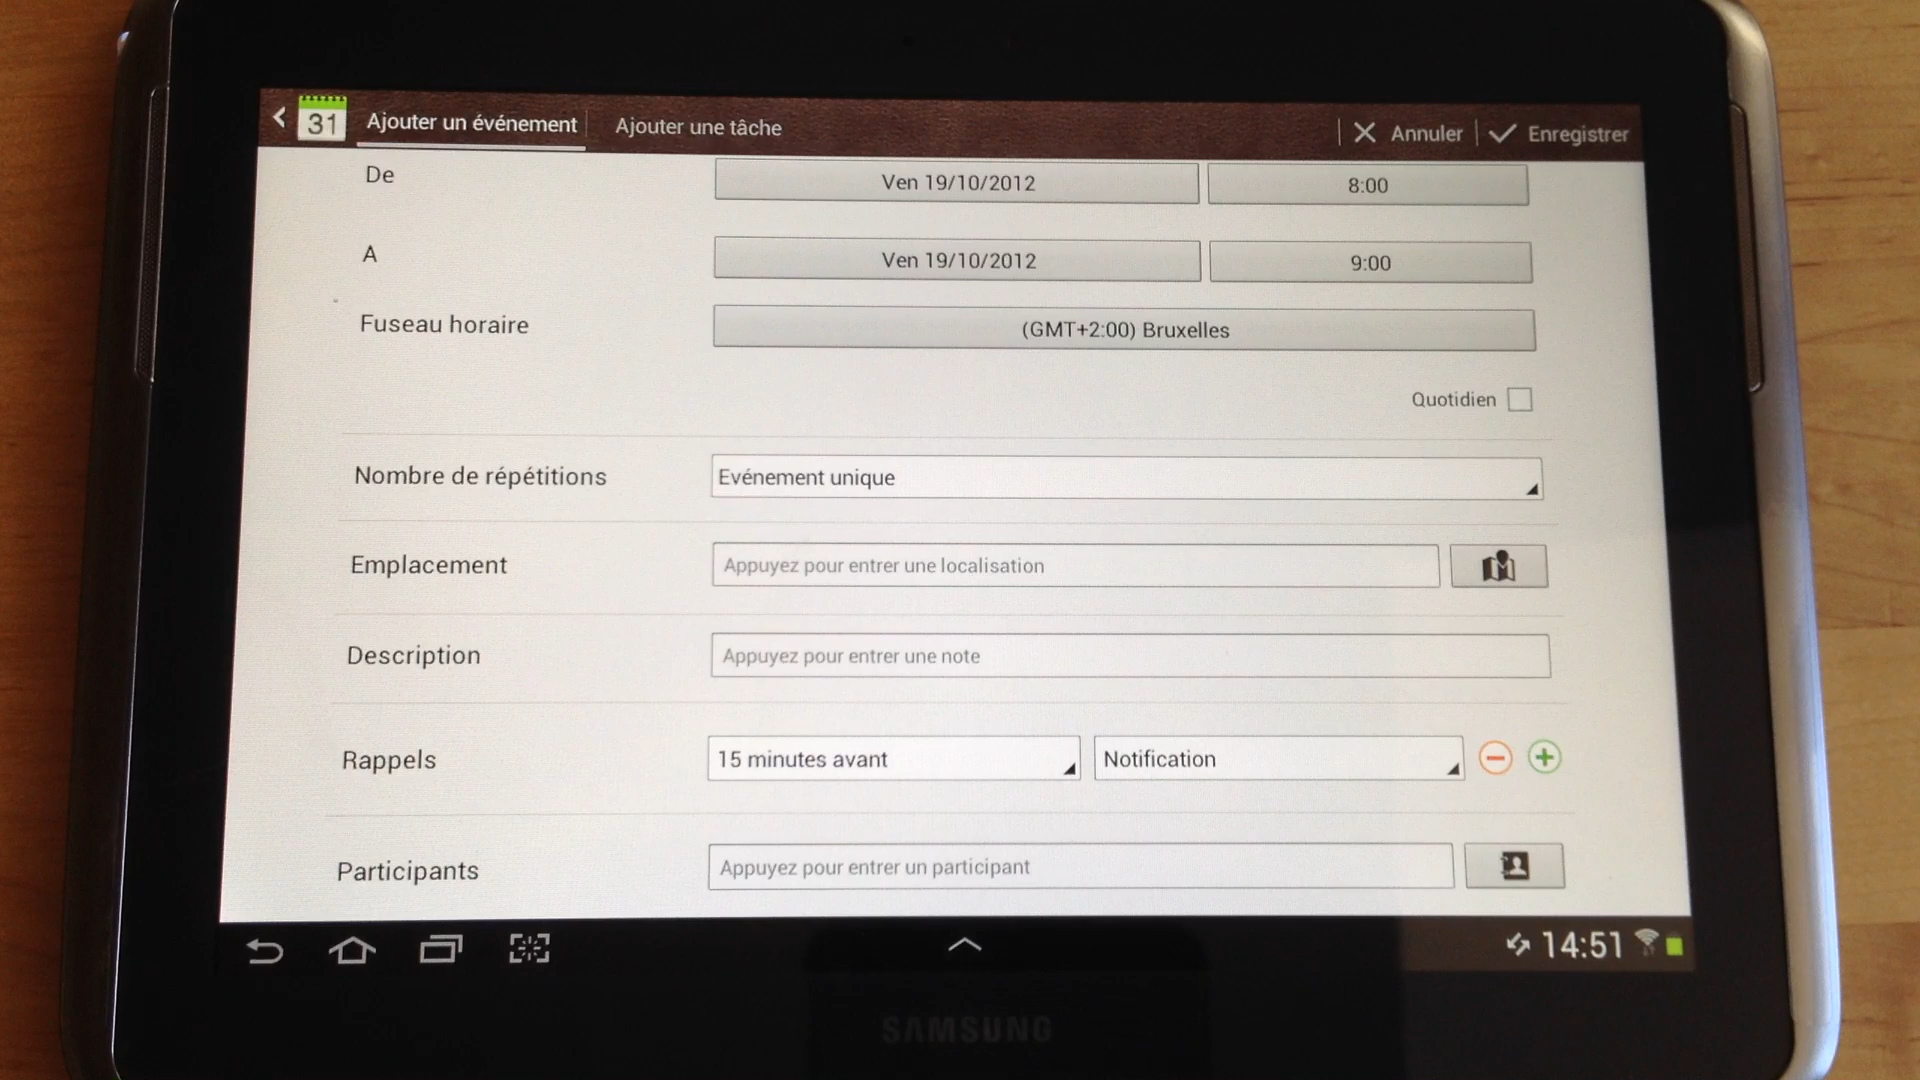 31 Ajouter un événement Ajouter une tâche Annuler Enregistrer
De Ven 19/10/2012 8:00
A Ven 19/10/2012 9:00
Fuseau horaire (GMT+2:00) Bruxelles
Quotidien
Nombre de répétitions Evénement unique
Emplacement Appuyez pour entrer une localisation
Description Appuyez pour entrer une note
Rappels 15 minutes avant Notification
Participants Appuyez pour entrer un participant
14:51
SAMSUNG